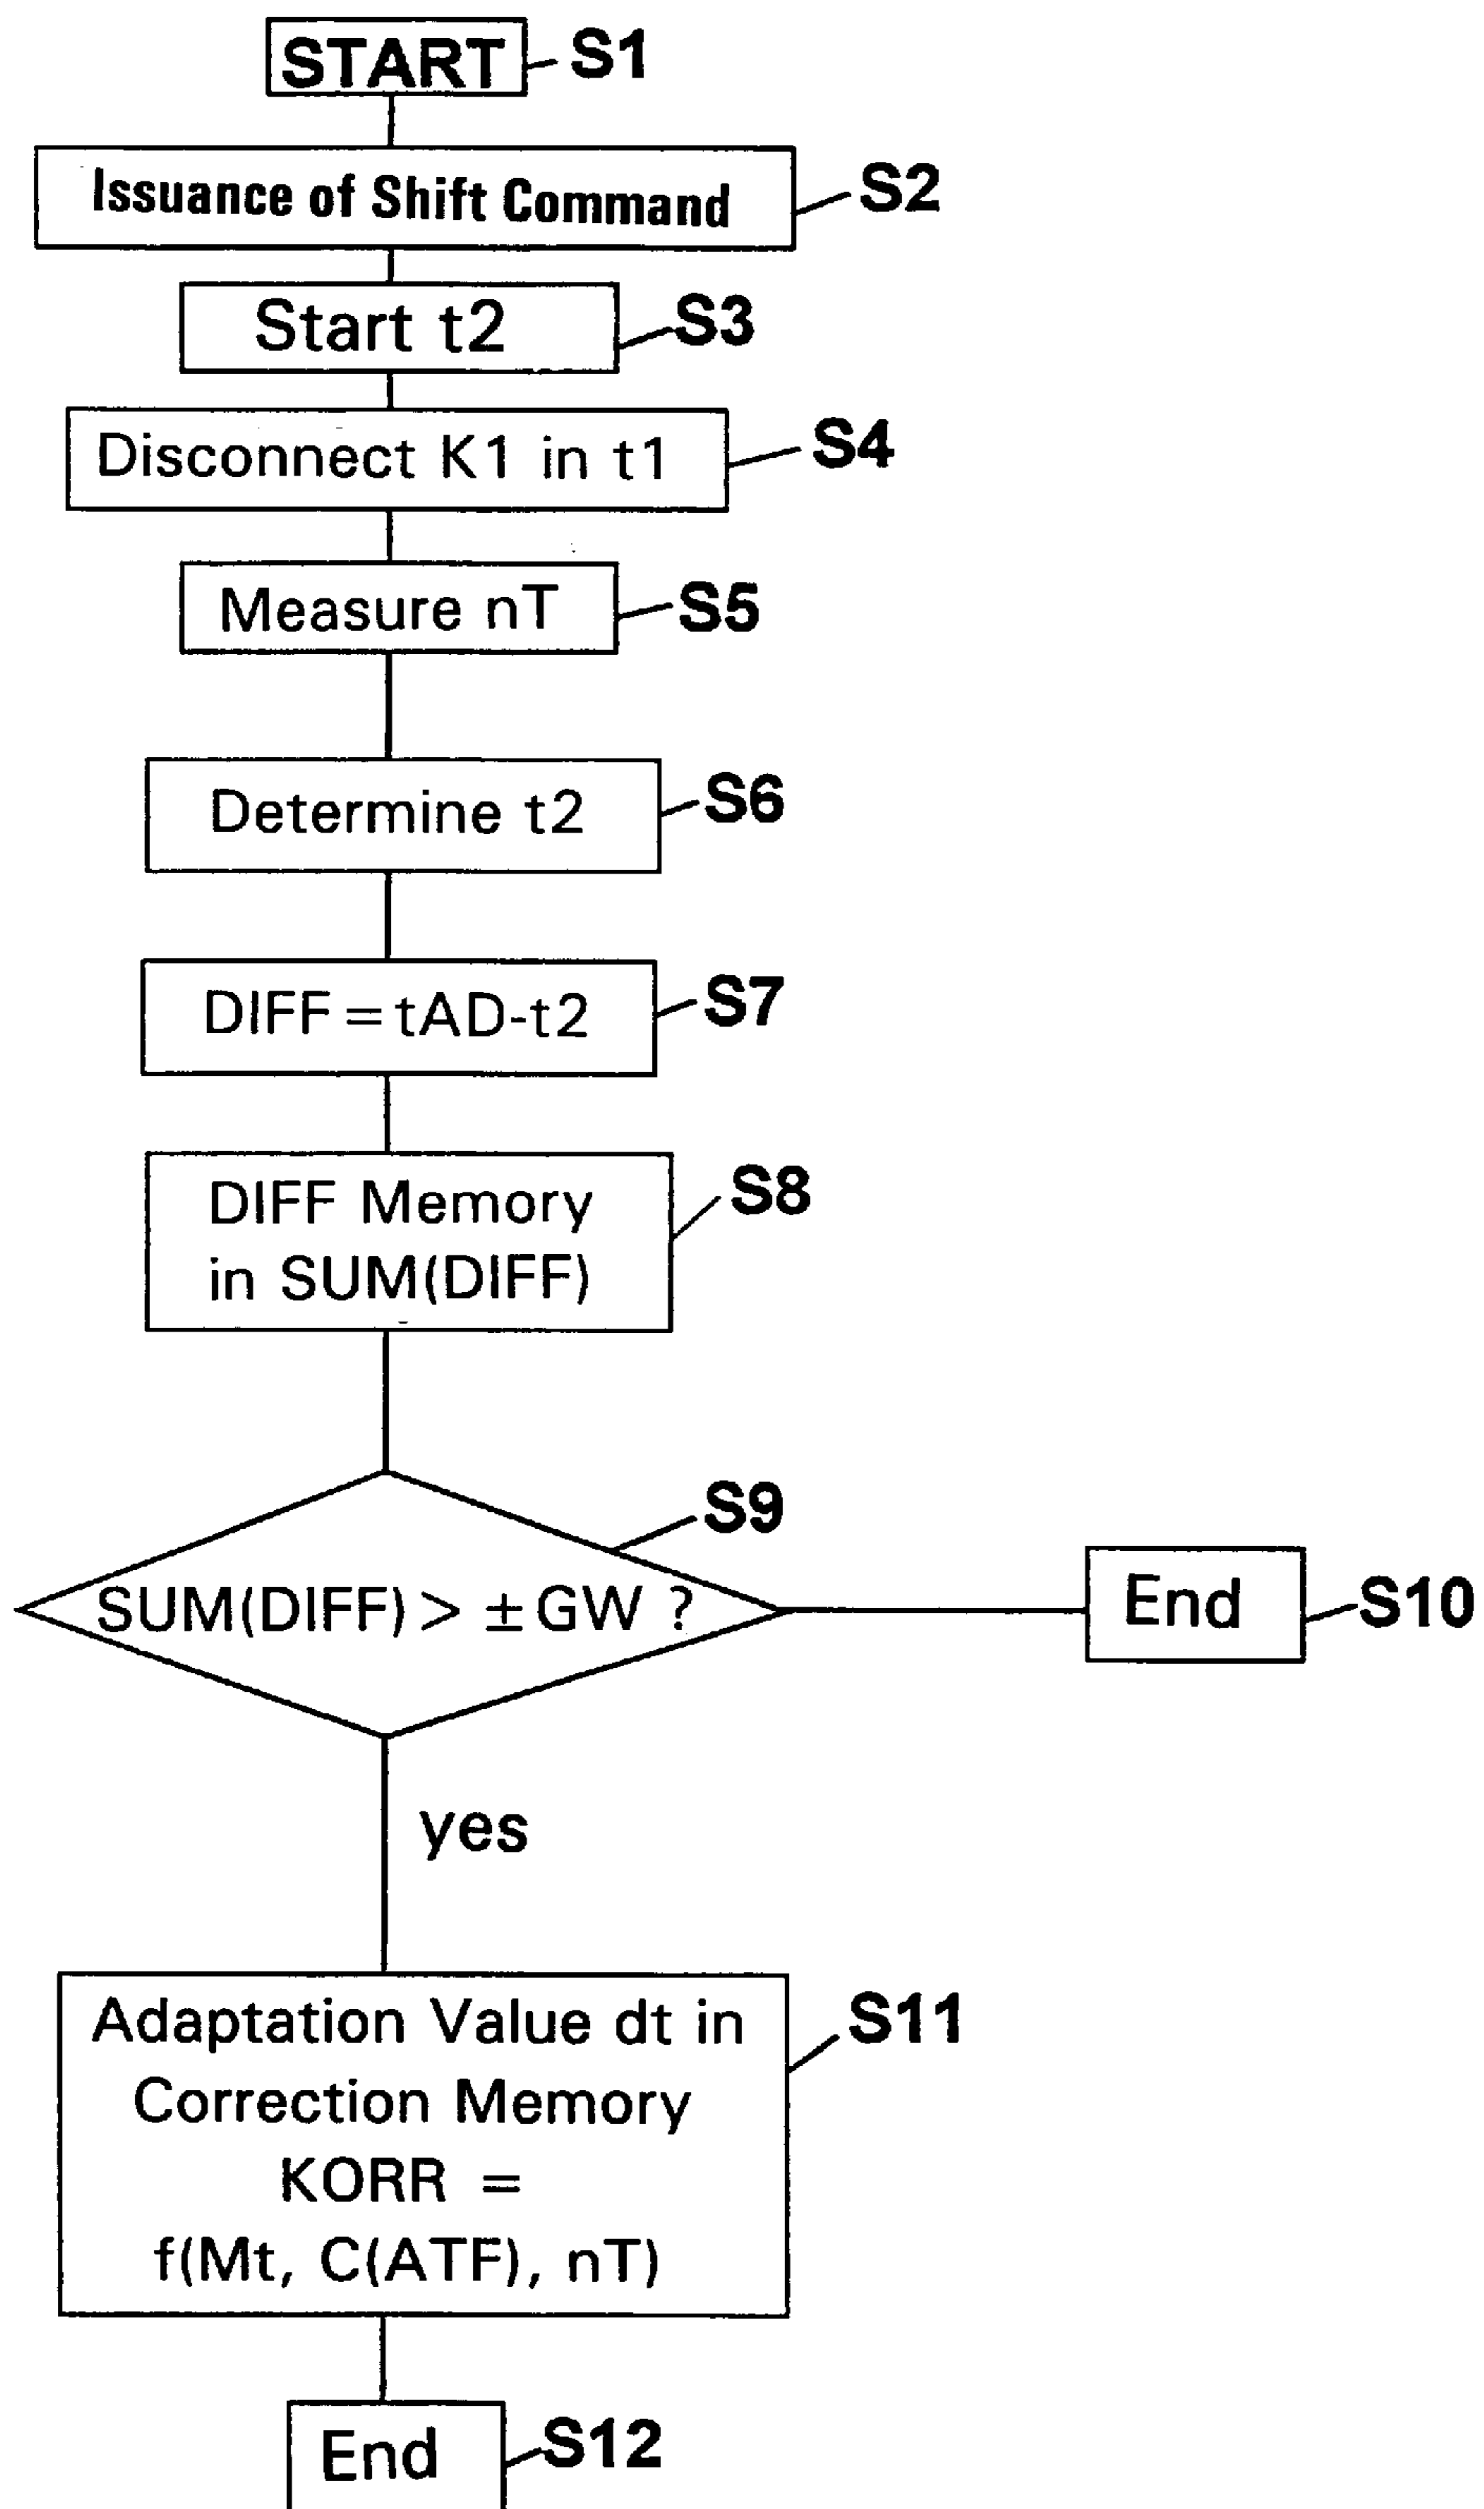 START
S1
Issuance of Shift Command
S2
Start t2
S3
Disconnect K1 in t1
S4
Measure nT
S5
Determine t2
S6
DIFF=tAD-t2
S7
DIFF Memory
in SUM(DIFF)
S8
S9
SUM(DIFF)> ±GW ?
End
S10
yes
Adaptation Value dt in
Correction Memory
KORR =
f(Mt, C(ATF), nT)
S11
End
S12